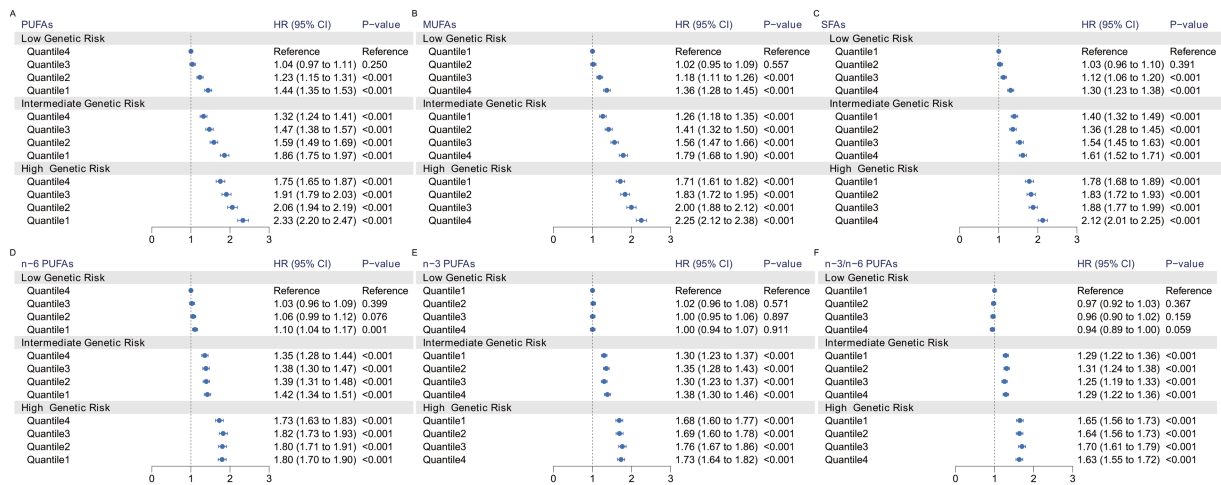 A
PUFAs HR (95% CI) P−value
Low Genetic Risk
Quantile4 Reference Reference
Quantile3 1.04 (0.97 to 1.11) 0.250
Quantile2 1.23 (1.15 to 1.31) <0.001
Quantile1 1.44 (1.35 to 1.53) <0.001
Intermediate Genetic Risk
Quantile4 1.32 (1.24 to 1.41) <0.001
Quantile3 1.47 (1.38 to 1.57) <0.001
Quantile2 1.59 (1.49 to 1.69) <0.001
Quantile1 1.86 (1.75 to 1.97) <0.001
High Genetic Risk
Quantile4 1.75 (1.65 to 1.87) <0.001
Quantile3 1.91 (1.79 to 2.03) <0.001
Quantile2 2.06 (1.94 to 2.19) <0.001
Quantile1 2.33 (2.20 to 2.47) <0.001
0 1 2 3
B
MUFAs HR (95% CI) P−value
Low Genetic Risk
Quantile1 Reference Reference
Quantile2 1.02 (0.95 to 1.09) 0.557
Quantile3 1.18 (1.11 to 1.26) <0.001
Quantile4 1.36 (1.28 to 1.45) <0.001
Intermediate Genetic Risk
Quantile1 1.26 (1.18 to 1.35) <0.001
Quantile2 1.41 (1.32 to 1.50) <0.001
Quantile3 1.56 (1.47 to 1.66) <0.001
Quantile4 1.79 (1.68 to 1.90) <0.001
High Genetic Risk
Quantile1 1.71 (1.61 to 1.82) <0.001
Quantile2 1.83 (1.72 to 1.95) <0.001
Quantile3 2.00 (1.88 to 2.12) <0.001
Quantile4 2.25 (2.12 to 2.38) <0.001
0 1 2 3
C
SFAs HR (95% CI) P−value
Low Genetic Risk
Quantile1 Reference Reference
Quantile2 1.03 (0.96 to 1.10) 0.391
Quantile3 1.12 (1.06 to 1.20) <0.001
Quantile4 1.30 (1.23 to 1.38) <0.001
Intermediate Genetic Risk
Quantile1 1.40 (1.32 to 1.49) <0.001
Quantile2 1.36 (1.28 to 1.45) <0.001
Quantile3 1.54 (1.45 to 1.63) <0.001
Quantile4 1.61 (1.52 to 1.71) <0.001
High Genetic Risk
Quantile1 1.78 (1.68 to 1.89) <0.001
Quantile2 1.83 (1.72 to 1.93) <0.001
Quantile3 1.88 (1.77 to 1.99) <0.001
Quantile4 2.12 (2.01 to 2.25) <0.001
0 1 2 3
D
n−6 PUFAs HR (95% CI) P−value
Low Genetic Risk
Quantile4 Reference Reference
Quantile3 1.03 (0.96 to 1.09) 0.399
Quantile2 1.06 (0.99 to 1.12) 0.076
Quantile1 1.10 (1.04 to 1.17) 0.001
Intermediate Genetic Risk
Quantile4 1.35 (1.28 to 1.44) <0.001
Quantile3 1.38 (1.30 to 1.47) <0.001
Quantile2 1.39 (1.31 to 1.48) <0.001
Quantile1 1.42 (1.34 to 1.51) <0.001
High Genetic Risk
Quantile4 1.73 (1.63 to 1.83) <0.001
Quantile3 1.82 (1.73 to 1.93) <0.001
Quantile2 1.80 (1.71 to 1.91) <0.001
Quantile1 1.80 (1.70 to 1.90) <0.001
0 1 2 3
E
n−3 PUFAs HR (95% CI) P−value
Low Genetic Risk
Quantile1 Reference Reference
Quantile2 1.02 (0.96 to 1.08) 0.571
Quantile3 1.00 (0.95 to 1.06) 0.897
Quantile4 1.00 (0.94 to 1.07) 0.911
Intermediate Genetic Risk
Quantile1 1.30 (1.23 to 1.37) <0.001
Quantile2 1.35 (1.28 to 1.43) <0.001
Quantile3 1.30 (1.23 to 1.37) <0.001
Quantile4 1.38 (1.30 to 1.46) <0.001
High Genetic Risk
Quantile1 1.68 (1.60 to 1.77) <0.001
Quantile2 1.69 (1.60 to 1.78) <0.001
Quantile3 1.76 (1.67 to 1.86) <0.001
Quantile4 1.73 (1.64 to 1.82) <0.001
0 1 2 3
F
n−3/n−6 PUFAs HR (95% CI) P−value
Low Genetic Risk
Quantile1 Reference Reference
Quantile2 0.97 (0.92 to 1.03) 0.367
Quantile3 0.96 (0.90 to 1.02) 0.159
Quantile4 0.94 (0.89 to 1.00) 0.059
Intermediate Genetic Risk
Quantile1 1.29 (1.22 to 1.36) <0.001
Quantile2 1.31 (1.24 to 1.38) <0.001
Quantile3 1.25 (1.19 to 1.33) <0.001
Quantile4 1.29 (1.22 to 1.36) <0.001
High Genetic Risk
Quantile1 1.65 (1.56 to 1.73) <0.001
Quantile2 1.64 (1.56 to 1.73) <0.001
Quantile3 1.70 (1.61 to 1.79) <0.001
Quantile4 1.63 (1.55 to 1.72) <0.001
0 1 2 3